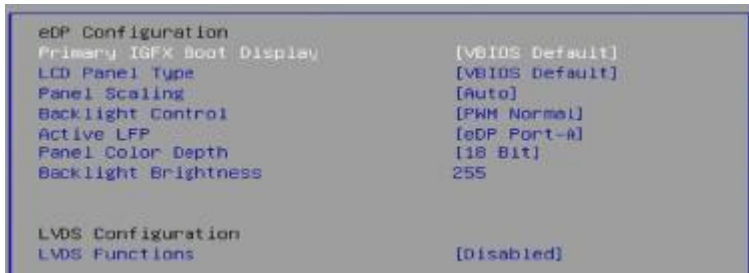 eDP Configuration
Primary IGFX Boot Display [VBIOS Default]
LCD Panel Type [VBIOS Default]
Panel Scaling [Auto]
Backlight Control [PWM Normal]
Active LFP [eDP Port-A]
Panel Color Depth [18 Bit]
Backlight Brightness 255
LVDS Configuration
LVDS Functions [Disabled]